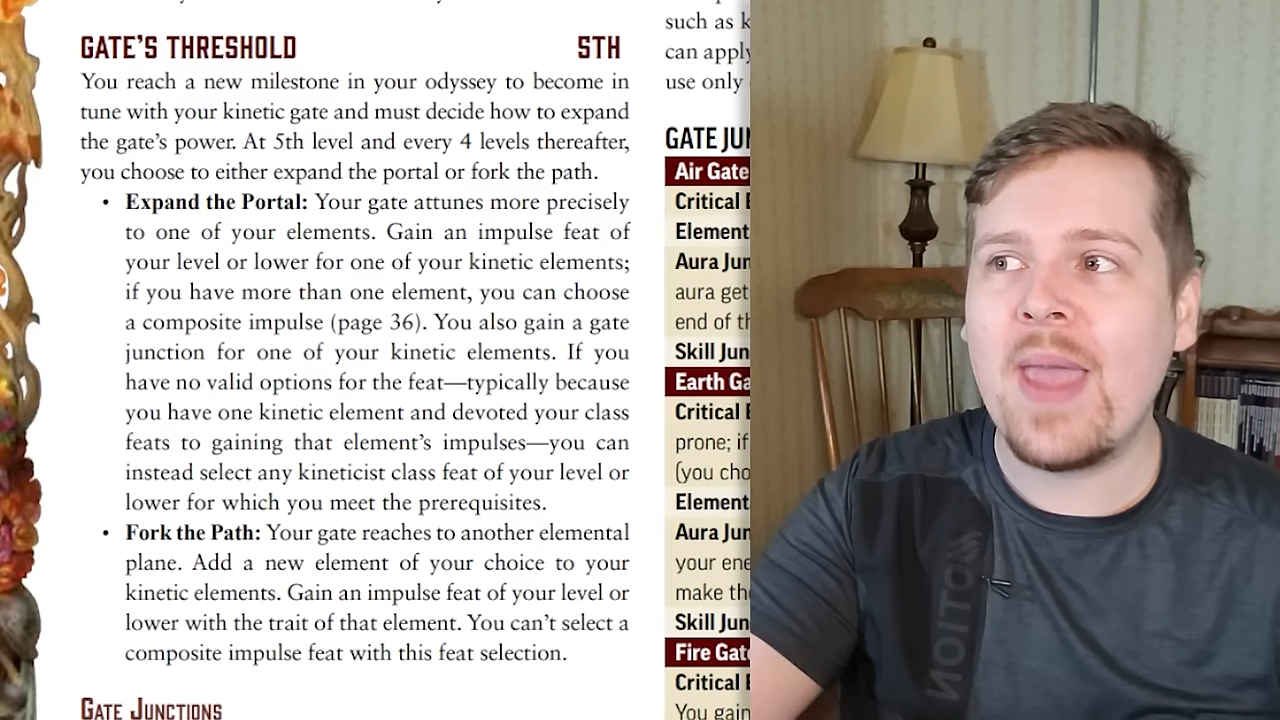 such as k
can apply
use only
GATE'S THRESHOLD 5TH
You reach a new milestone in your odyssey to become in
tune with your kinetic gate and must decide how to expand
the gate's power. At 5th level and every 4 levels thereafter,
you choose to either expand the portal or fork the path.
• Expand the Portal: Your gate attunes more precisely
to one of your elements. Gain an impulse feat of
your level or lower for one of your kinetic elements;
if you have more than one element, you can choose
a composite impulse (page 36). You also gain a gate
junction for one of your kinetic elements. If you
have no valid options for the feat—typically because
you have one kinetic element and devoted your class
feats to gaining that element's impulses—you can
instead select any kineticist class feat of your level or
lower for which you meet the prerequisites.
• Fork the Path: Your gate reaches to another elemental
plane. Add a new element of your choice to your
kinetic elements. Gain an impulse feat of your level or
lower with the trait of that element. You can't select a
composite impulse feat with this feat selection.
GATE JUNCTIONS
GATE JUN
Air Gate
Critical
Element
Aura Jun
aura get
end of th
Skill Jun
Earth Ga
Critical
prone; if
(you cho
Element
Aura Jun
your ene
make the
Skill Jun
Fire Gate
Critical
You gain
MOTION